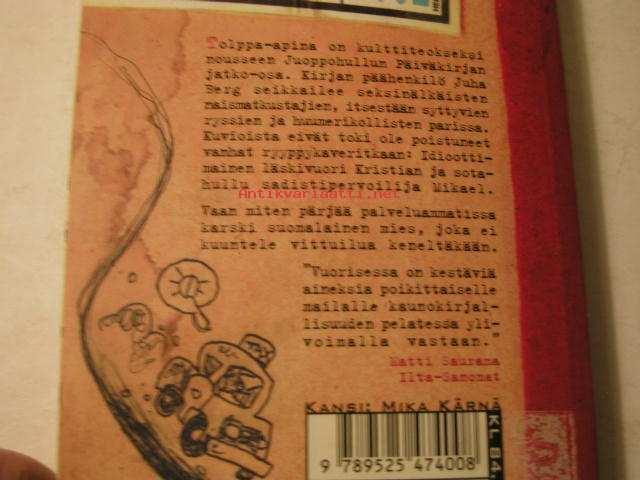 Tolppa-apina on kulttiteokseksi
nousseen Juoppohullun Päiväkirjan
jatko-osa. Kirjan päähenkilö Juha
Berg seikkailee seksinälkäisten
naismatkustajien, itsestään syttyvien
ryssien ja huumerikollisten parissa.
Kuvioista eivät toki ole poistuneet
vanhat ryyppykaveritkaan: Idiootti-
mainen läskivuori Kristian ja sota-
hullu sadistipervoilija Mikael.
Antikvariaatti.net
Vaan miten pärjää palveluammatissa
karski suomalainen mies, joka ei
kuuntele vittuilua keneltäkään.
"Vuorisessa on kestäviä
aineksia poikittaiselle
mailalle kaunokirjal-
lisuuden pelatessa yli-
voimalla vastaan."
Matti Saurama
Ilta-Sanomat
Kansi: Mika Kärnä
KL 84.
9 789525 474008